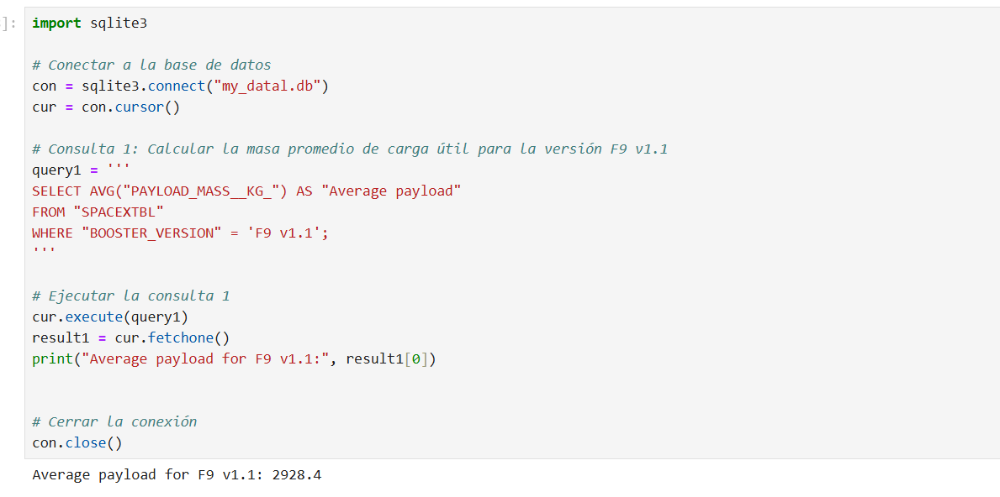 ]:
import sqlite3
# Conectar a la base de datos
con = sqlite3.connect("my_data1.db")
cur = con.cursor()
# Consulta 1: Calcular la masa promedio de carga útil para la versión F9 v1.1
query1 = '''
SELECT AVG("PAYLOAD_MASS__KG_") AS "Average payload"
FROM "SPACEXTBL"
WHERE "BOOSTER_VERSION" = 'F9 v1.1';
'''
# Ejecutar la consulta 1
cur.execute(query1)
result1 = cur.fetchone()
print("Average payload for F9 v1.1:", result1[0])
# Cerrar la conexión
con.close()
Average payload for F9 v1.1: 2928.4